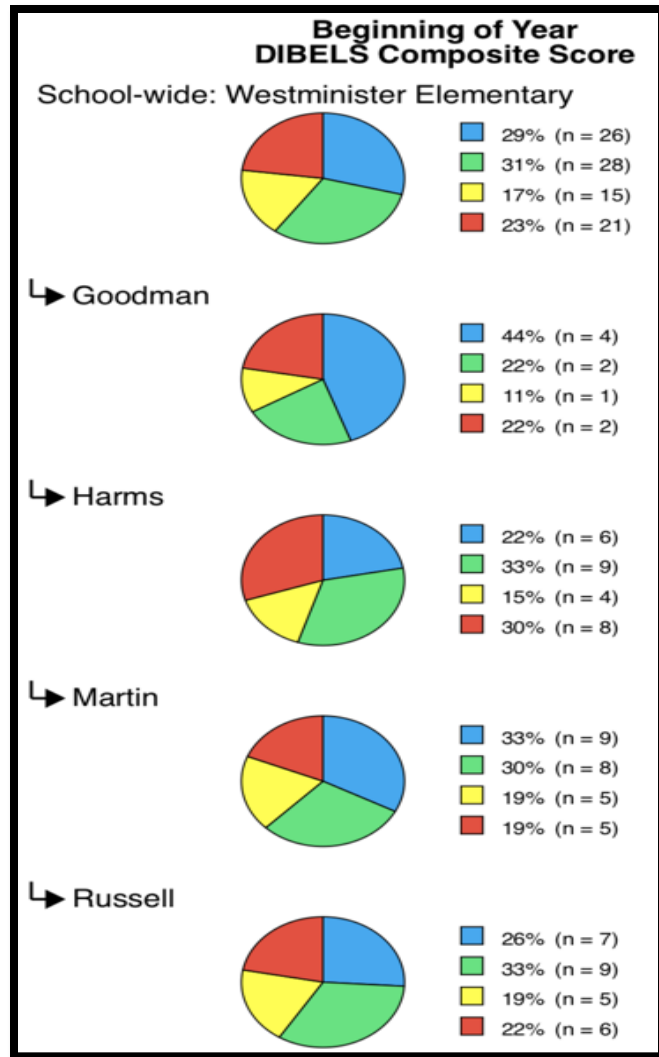 Beginning of Year
DIBELS Composite Score
School-wide: Westminister Elementary
29% (n = 26)
31% (n = 28)
17% (n = 15)
23% (n = 21)
Goodman
44% (n = 4)
22% (n = 2)
11% (n = 1)
22% (n = 2)
Harms
22% (n = 6)
33% (n = 9)
15% (n = 4)
30% (n = 8)
Martin
33% (n = 9)
30% (n = 8)
19% (n = 5)
19% (n = 5)
Russell
26% (n = 7)
33% (n = 9)
19% (n = 5)
22% (n = 6)